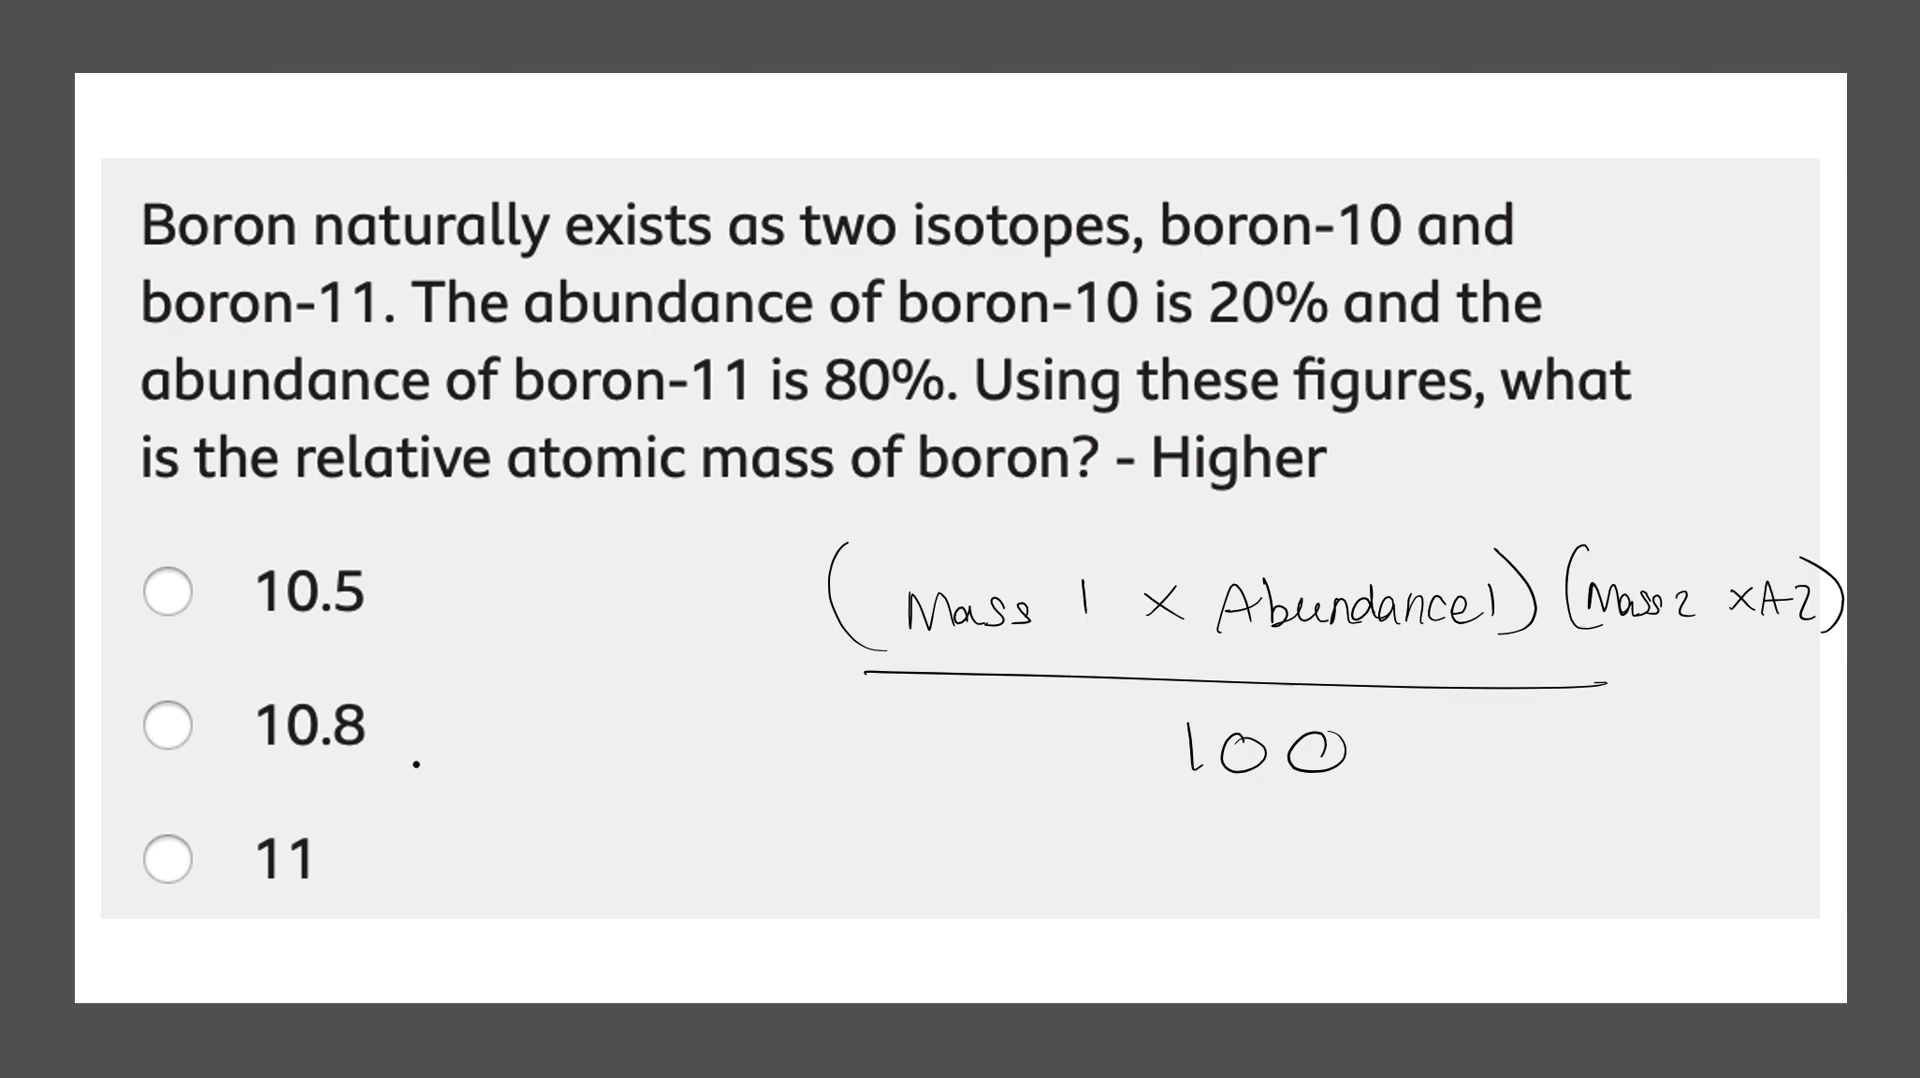 Boron naturally exists as two isotopes, boron-10 and
boron-11. The abundance of boron-10 is 20% and the
abundance of boron-11 is 80%. Using these figures, what
is the relative atomic mass of boron? - Higher
10.5
(Mass 1 x Abundance1) (Mass 2 x A2)
100
10.8
11